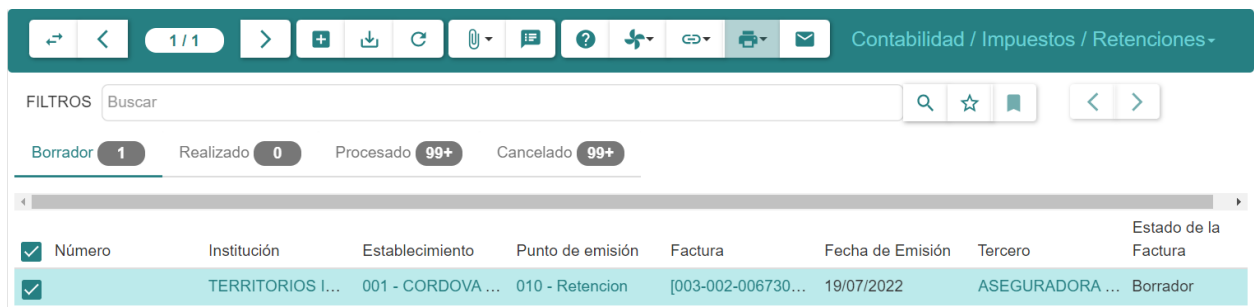 1 / 1
Contabilidad / Impuestos / Retenciones
FILTROS Buscar
Borrador 1 Realizado 0 Procesado 99+ Cancelado 99+
Número Institución Establecimiento Punto de emisión Factura Fecha de Emisión Tercero Estado de la Factura
TERRITORIOS I... 001 - CORDOVA ... 010 - Retencion [003-002-006730... 19/07/2022 ASEGURADORA ... Borrador